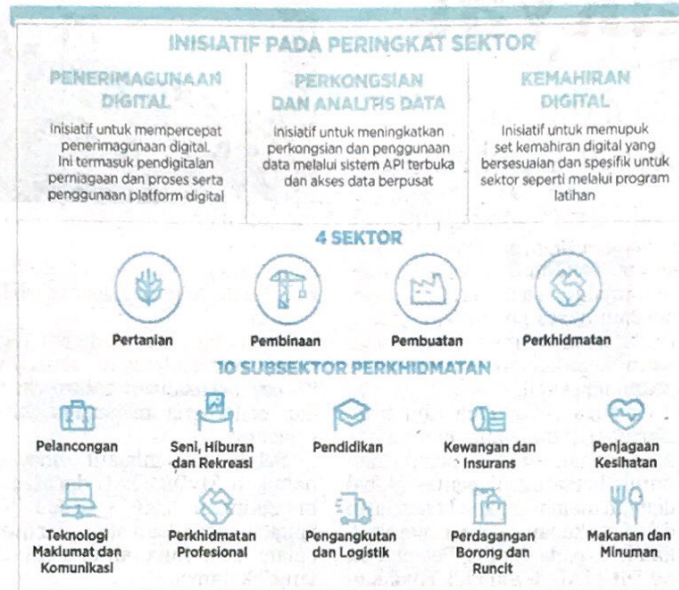 INISIATIF PADA PERINGKAT SEKTOR
PENERIMAGUNAAN
DIGITAL
Inisiatif untuk mempercepat
penerimagunaan digital.
Ini termasuk pendigitalan
perniagaan dan proses serta
penggunaan platform digital
PERKONGSIAN
DAN ANALITIS DATA
Inisiatif untuk meningkatkan
perkongsian dan penggunaan
data melalui sistem API terbuka
dan akses data berpusat
KEMAHIRAN
DIGITAL
Inisiatif untuk memupuk
set kemahiran digital yang
bersesuaian dan spesifik untuk
sektor seperti melalui program
latihan
4 SEKTOR
Pertanian
Pembinaan
Pembuatan
Perkhidmatan
10 SUBSEKTOR PERKHIDMATAN
Pelancongan
Seni, Hiburan
dan Rekreasi
Pendidikan
Kewangan dan
Insurans
Penjagaan
Kesihatan
Teknologi
Maklumat dan
Komunikasi
Perkhidmatan
Profesional
Pengangkutan
dan Logistik
Perdagangan
Borong dan
Runcit
Makanan dan
Minuman